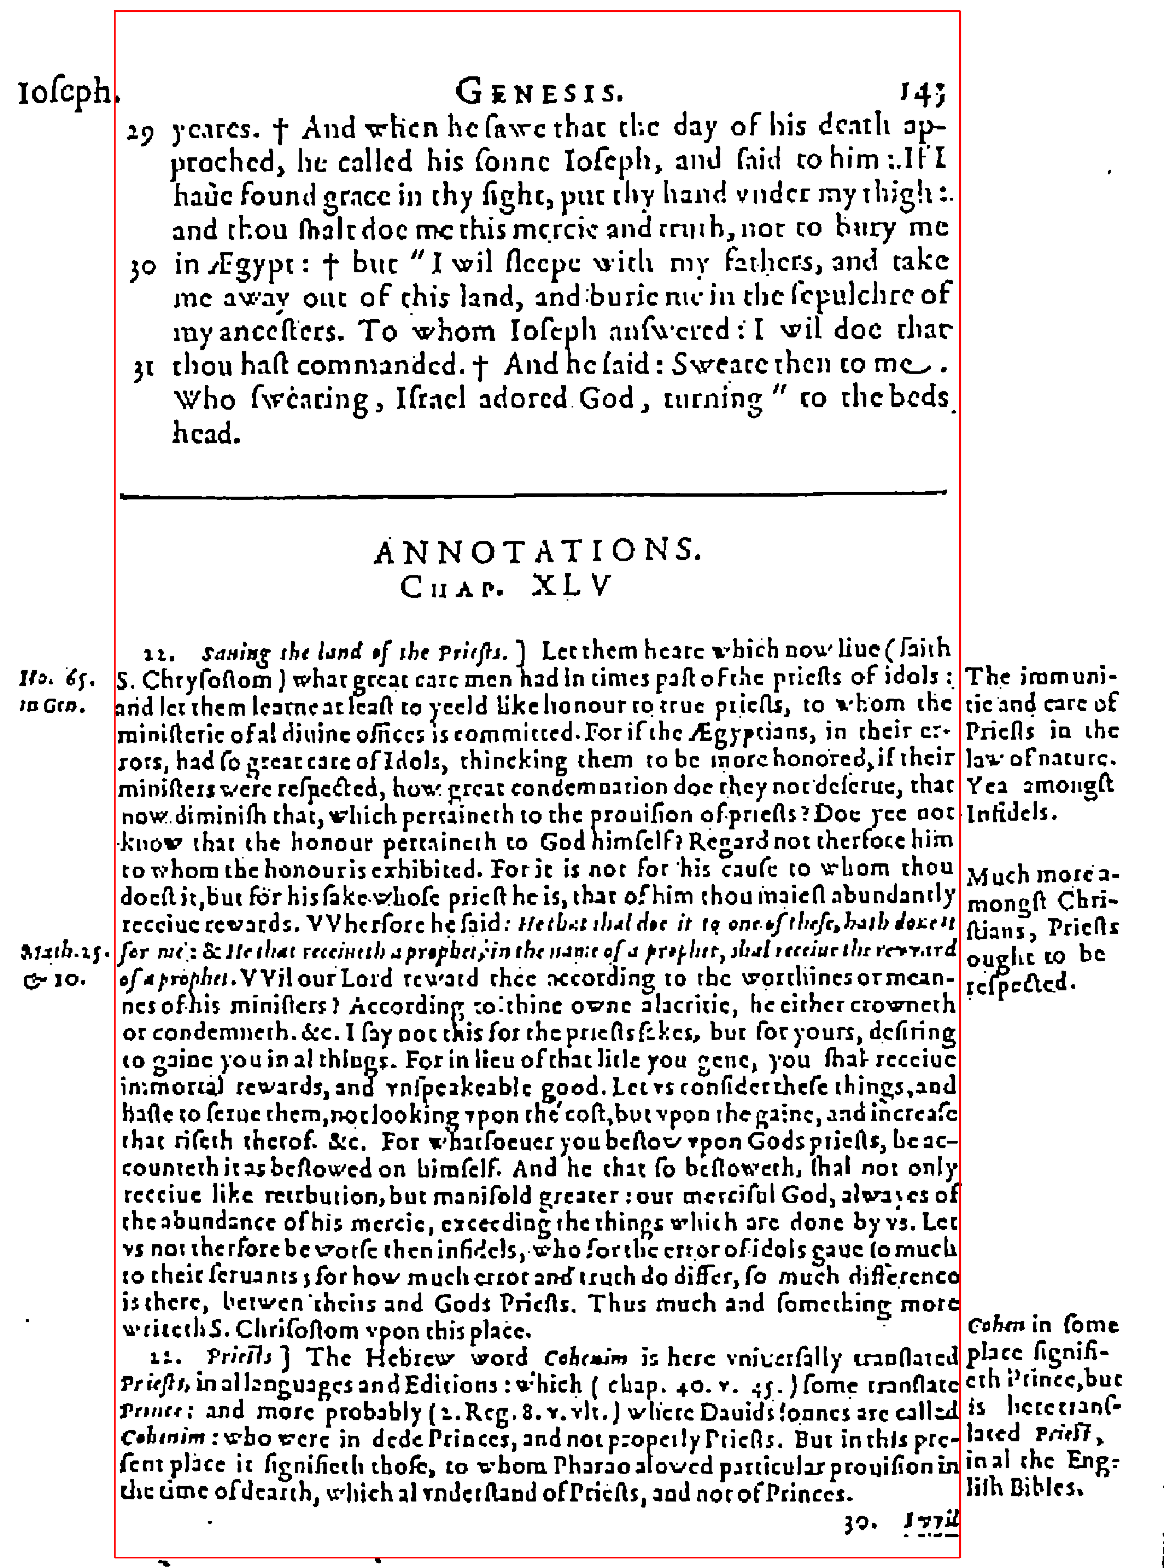 Ioſeph. GENESIS. 143
29 yeares. † And when he ſawe that the day of his death ap-
proched, he called his ſonne Ioſeph, and ſaid to him: If I
haue found grace in thy ſight, put thy hand vnder my thigh:
and thou ſhalt doe me this mercie and truth, not to bury me
30 in Ægypt: † but " I wil ſleepe with my fathers, and take
me away out of this land, and burie me in the ſepulchre of
my anceſters. To whom Ioſeph anſwered: I wil doe that
31 thou haſt commanded. † And he ſaid: Sweare then to me.
Who ſwearing, Iſrael adored God, turning " to the beds
head.
ANNOTATIONS.
CHAP. XLV
22. Sauing the land of the Prieſts.] Let them heare which now liue (ſaith
S. Chryſoſtom) what great care men had in times paſt of the prieſts of idols:
and let them learne at leaſt to yeeld like honour to true prieſts, to whom the
miniſterie of al diuine offices is committed. For if the Ægyptians, in their er-
rors, had ſo great care of Idols, thincking them to be more honored, if their
miniſters were reſpected, how great condemnation doe they not deſerue, that
now diminiſh that, which pertaineth to the prouiſion of prieſts? Doe yee not
know that the honour pertaineth to God himſelf? Regard not therfore him
to whom the honour is exhibited. For it is not for his cauſe to whom thou
doeſt it, but for his ſake whoſe prieſt he is, that of him thou maieſt abundantly
receiue rewards. VVherfore he ſaid: He that shal doe it to one of theſe, hath done it
for me: & He that receiueth a prophet, in the name of a prophet, shal receiue the reward
of a prophet. VVil our Lord reward thee according to the worthines or mean-
nes of his miniſters? According to thine owne alacritie, he either crowneth
or condemneth. &c. I ſay not this for the prieſts ſakes, but for yours, deſiring
to gaine you in al things. For in lieu of that litle you geue, you ſhal receiue
immortal rewards, and vnſpeakeable good. Let vs conſider theſe things, and
haſte to ſerue them, not looking vpon the coſt, but vpon the gaine, and increaſe
that riſeth therof. &c. For whatſoeuer you beſtow vpon Gods prieſts, he ac-
counteth it as beſtowed on himſelf. And he that ſo beſtoweth, ſhal not only
receiue like retrbution, but manifold greater: our merciful God, alwayes of
the abundance of his mercie, exceeding the things which are done by vs. Let
vs not therfore be worſe then infidels, who for the error of idols gaue ſo much
to their ſeruants; for how much error and truth do differ, ſo much difference
is there, betwen theirs and Gods Prieſts. Thus much and ſomething more
writeth S. Chriſoſtom vpon this place.
22. Prieſts] The Hebrew word Cohenim is here vniuerſally tranſlated
Prieſts, in al languages and Editions: which (chap. 40. v. 45.) ſome tranſlate
Prince: and more probably (2. Reg. 8. v. vlt.) where Dauids ſonnes are called
Cohenim: who were in dede Princes, and not properly Prieſts. But in this pre-
ſent place it ſignifieth thoſe, to whom Pharao alowed particular prouiſion in
the time of dearth, which al vnderſtand of Prieſts, and not of Princes.
30. I vvil
Ho. 65.
in Gen.
Math. 25.
& 10.
The immuni-
tie and care of
Prieſts in the
law of nature.
Yea amongſt
Infidels.
Much more a-
mongſt Chri-
ſtians, Prieſts
ought to be
reſpected.
Cohen in ſome
place ſignifi-
eth Prince, but
is here tranſ-
lated Prieſt,
in al the Eng-
liſh Bibles.